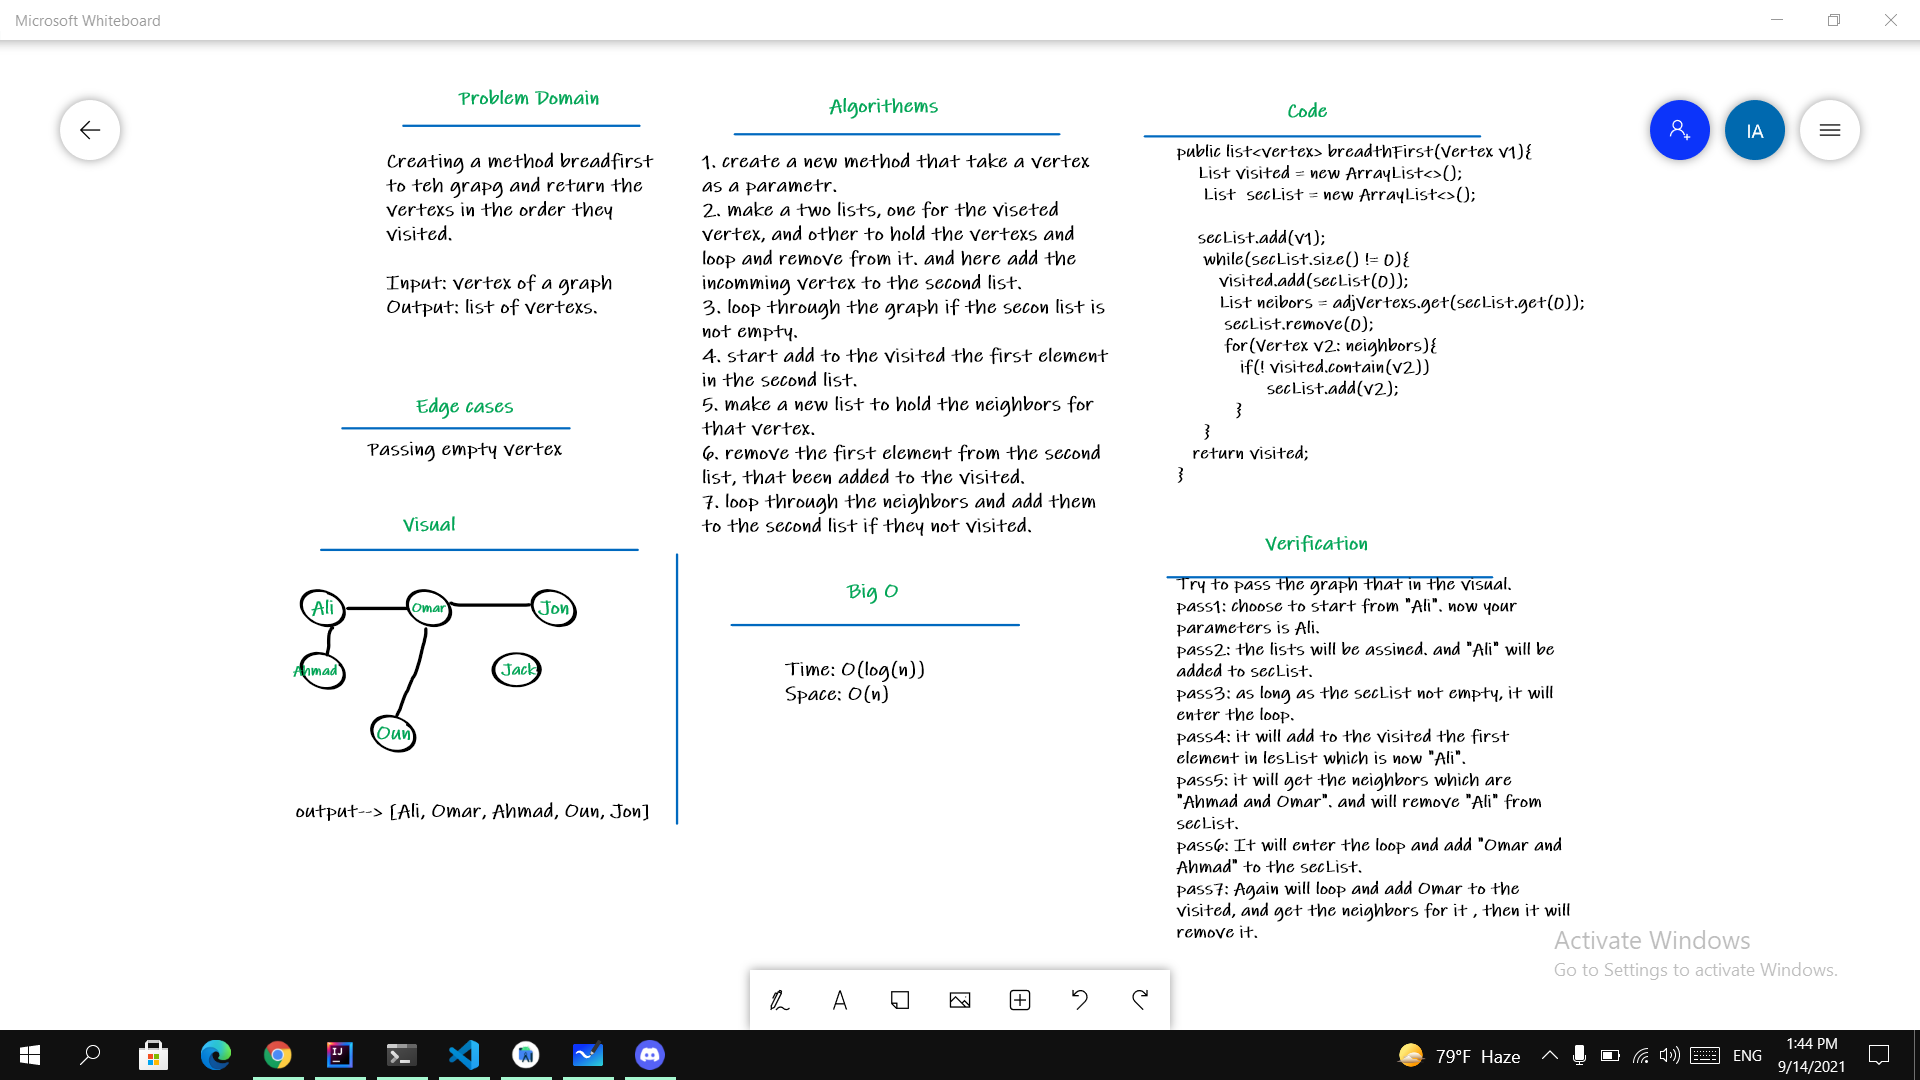 Microsoft Whiteboard
Problem Domain
Creating a method breadfirst
to teh grapg and return the
vertexs in the order they
visited.
Input: vertex of a graph
Output: list of vertexs.
Edge cases
Passing empty vertex
Visual
Ali
Omar
Jon
Ahmad
Jack
Oun
output--> [Ali, Omar, Ahmad, Oun, Jon]
Algorithems
1. create a new method that take a vertex
as a parametr.
2. make a two lists, one for the viseted
vertex, and other to hold the vertexs and
loop and remove from it. and here add the
incomming vertex to the second list.
3. loop through the graph if the secon list is
not empty.
4. start add to the visited the first element
in the second list.
5. make a new list to hold the neighbors for
that vertex.
6. remove the first element from the second
list, that been added to the visited.
7. loop through the neighbors and add them
to the second list if they not visited.
Big O
Time: O(log(n))
Space: O(n)
Code
public list<vertex> breadthFirst(Vertex v1){
List visited = new ArrayList<>();
List secList = new ArrayList<>();
secList.add(v1);
while(secList.size() != 0){
visited.add(secList(0));
List neibors = adjVertexs.get(secList.get(0));
secList.remove(0);
for(Vertex v2: neighbors){
if(! visited.contain(v2))
secList.add(v2);
}
}
return visited;
}
Verification
Try to pass the graph that in the visual.
pass1: choose to start from "Ali". now your
parameters is Ali.
pass2: the lists will be assined. and "Ali" will be
added to secList.
pass3: as long as the secList not empty, it will
enter the loop.
pass4: it will add to the visited the first
element in lesList which is now "Ali".
pass5: it will get the neighbors which are
"Ahmad and Omar". and will remove "Ali" from
secList.
pass6: It will enter the loop and add "Omar and
Ahmad" to the secList.
pass7: Again will loop and add Omar to the
visited, and get the neighbors for it , then it will
remove it.
IA
Activate Windows
Go to Settings to activate Windows.
79°F Haze
ENG
1:44 PM
9/14/2021